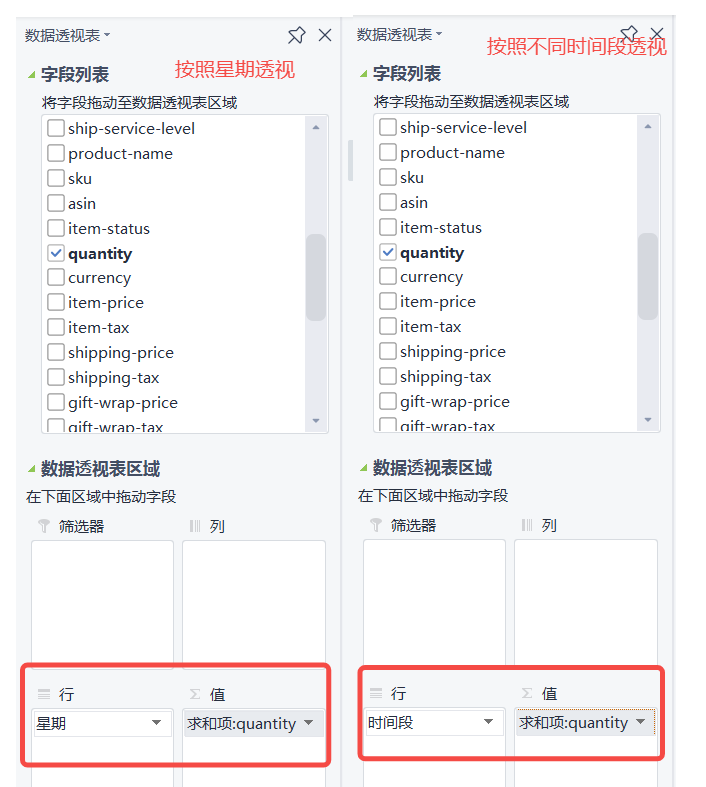 数据透视表
按照星期透视
字段列表
将字段拖动至数据透视表区域
ship-service-level
product-name
sku
asin
item-status
quantity
currency
item-price
item-tax
shipping-price
shipping-tax
gift-wrap-price
gift-wrap-tax
数据透视表区域
在下面区域中拖动字段
筛选器
列
行
值
星期
求和项:quantity
数据透视表
按照不同时间段透视
字段列表
将字段拖动至数据透视表区域
ship-service-level
product-name
sku
asin
item-status
quantity
currency
item-price
item-tax
shipping-price
shipping-tax
gift-wrap-price
gift-wrap-tax
数据透视表区域
在下面区域中拖动字段
筛选器
列
行
值
时间段
求和项:quantity